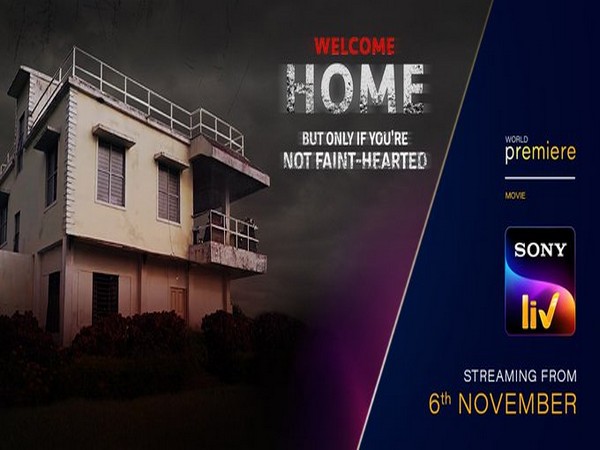 WELCOME
HOME
BUT ONLY IF YOU'RE
NOT FAINT-HEARTED
WORLD
premiere
MOVIE
SONY
liv
STREAMING FROM
6th NOVEMBER